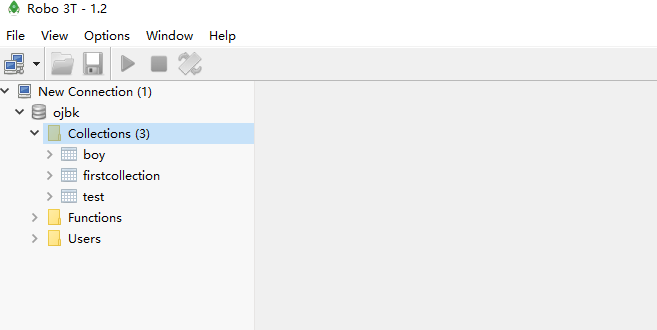 Robo 3T - 1.2
File View Options Window Help
New Connection (1)
ojbk
Collections (3)
boy
firstcollection
test
Functions
Users